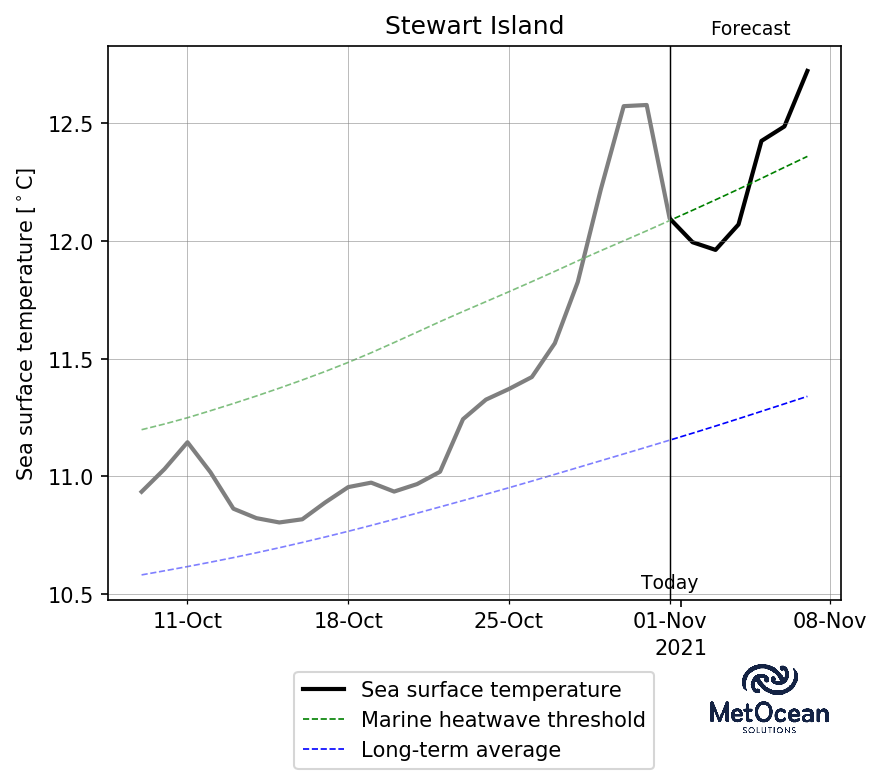 Stewart Island
Forecast
Sea surface temperature [°C]
12.5
12.0
11.5
11.0
10.5
Today
11-Oct
18-Oct
25-Oct
01-Nov
08-Nov
2021
Sea surface temperature
Marine heatwave threshold
Long-term average
MetOcean
SOLUTIONS